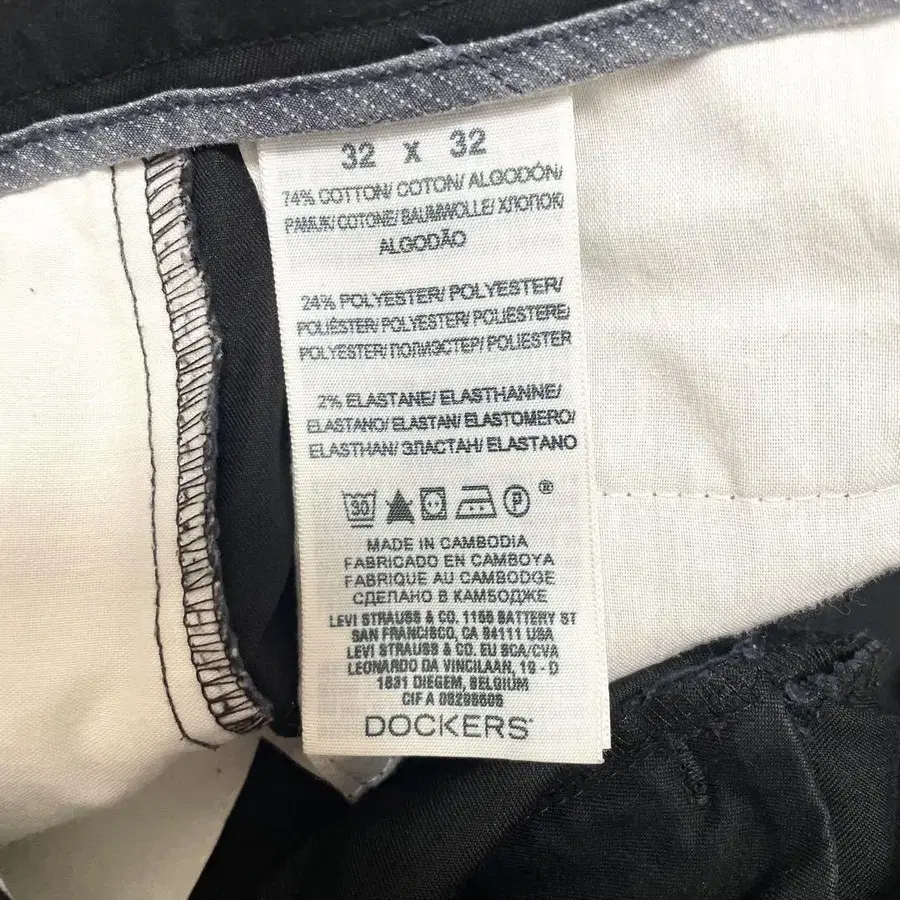 32 x 32
74% COTTON/ COTON/ ALGODÓN/
PAMUK/ COTONE/ BAUMWOLLE/ ХЛОПОК/
ALGODÃO
24% POLYESTER/ POLYESTER/
POLIÉSTER/ POLYESTER/ POLIESTERE/
POLYESTER/ ПОЛИЭСТЕР/ POLIESTER
2% ELASTANE/ ELASTHANNE/
ELASTANO/ ELASTAN/ ELASTOMERO/
ELASTHAN/ ЭЛАСТАН/ ELASTANO
30 P ®
MADE IN CAMBODIA
FABRICADO EN CAMBOYA
FABRIQUE AU CAMBODGE
СДЕЛАНО В КАМБОДЖЕ
LEVI STRAUSS & CO. 1155 BATTERY ST
SAN FRANCISCO, CA 94111 USA
LEVI STRAUSS & CO. EU SCA/CVA
LEONARDO DA VINCILAAN, 19 - D
1831 DIEGEM, BELGIUM
CIF A
DOCKERS